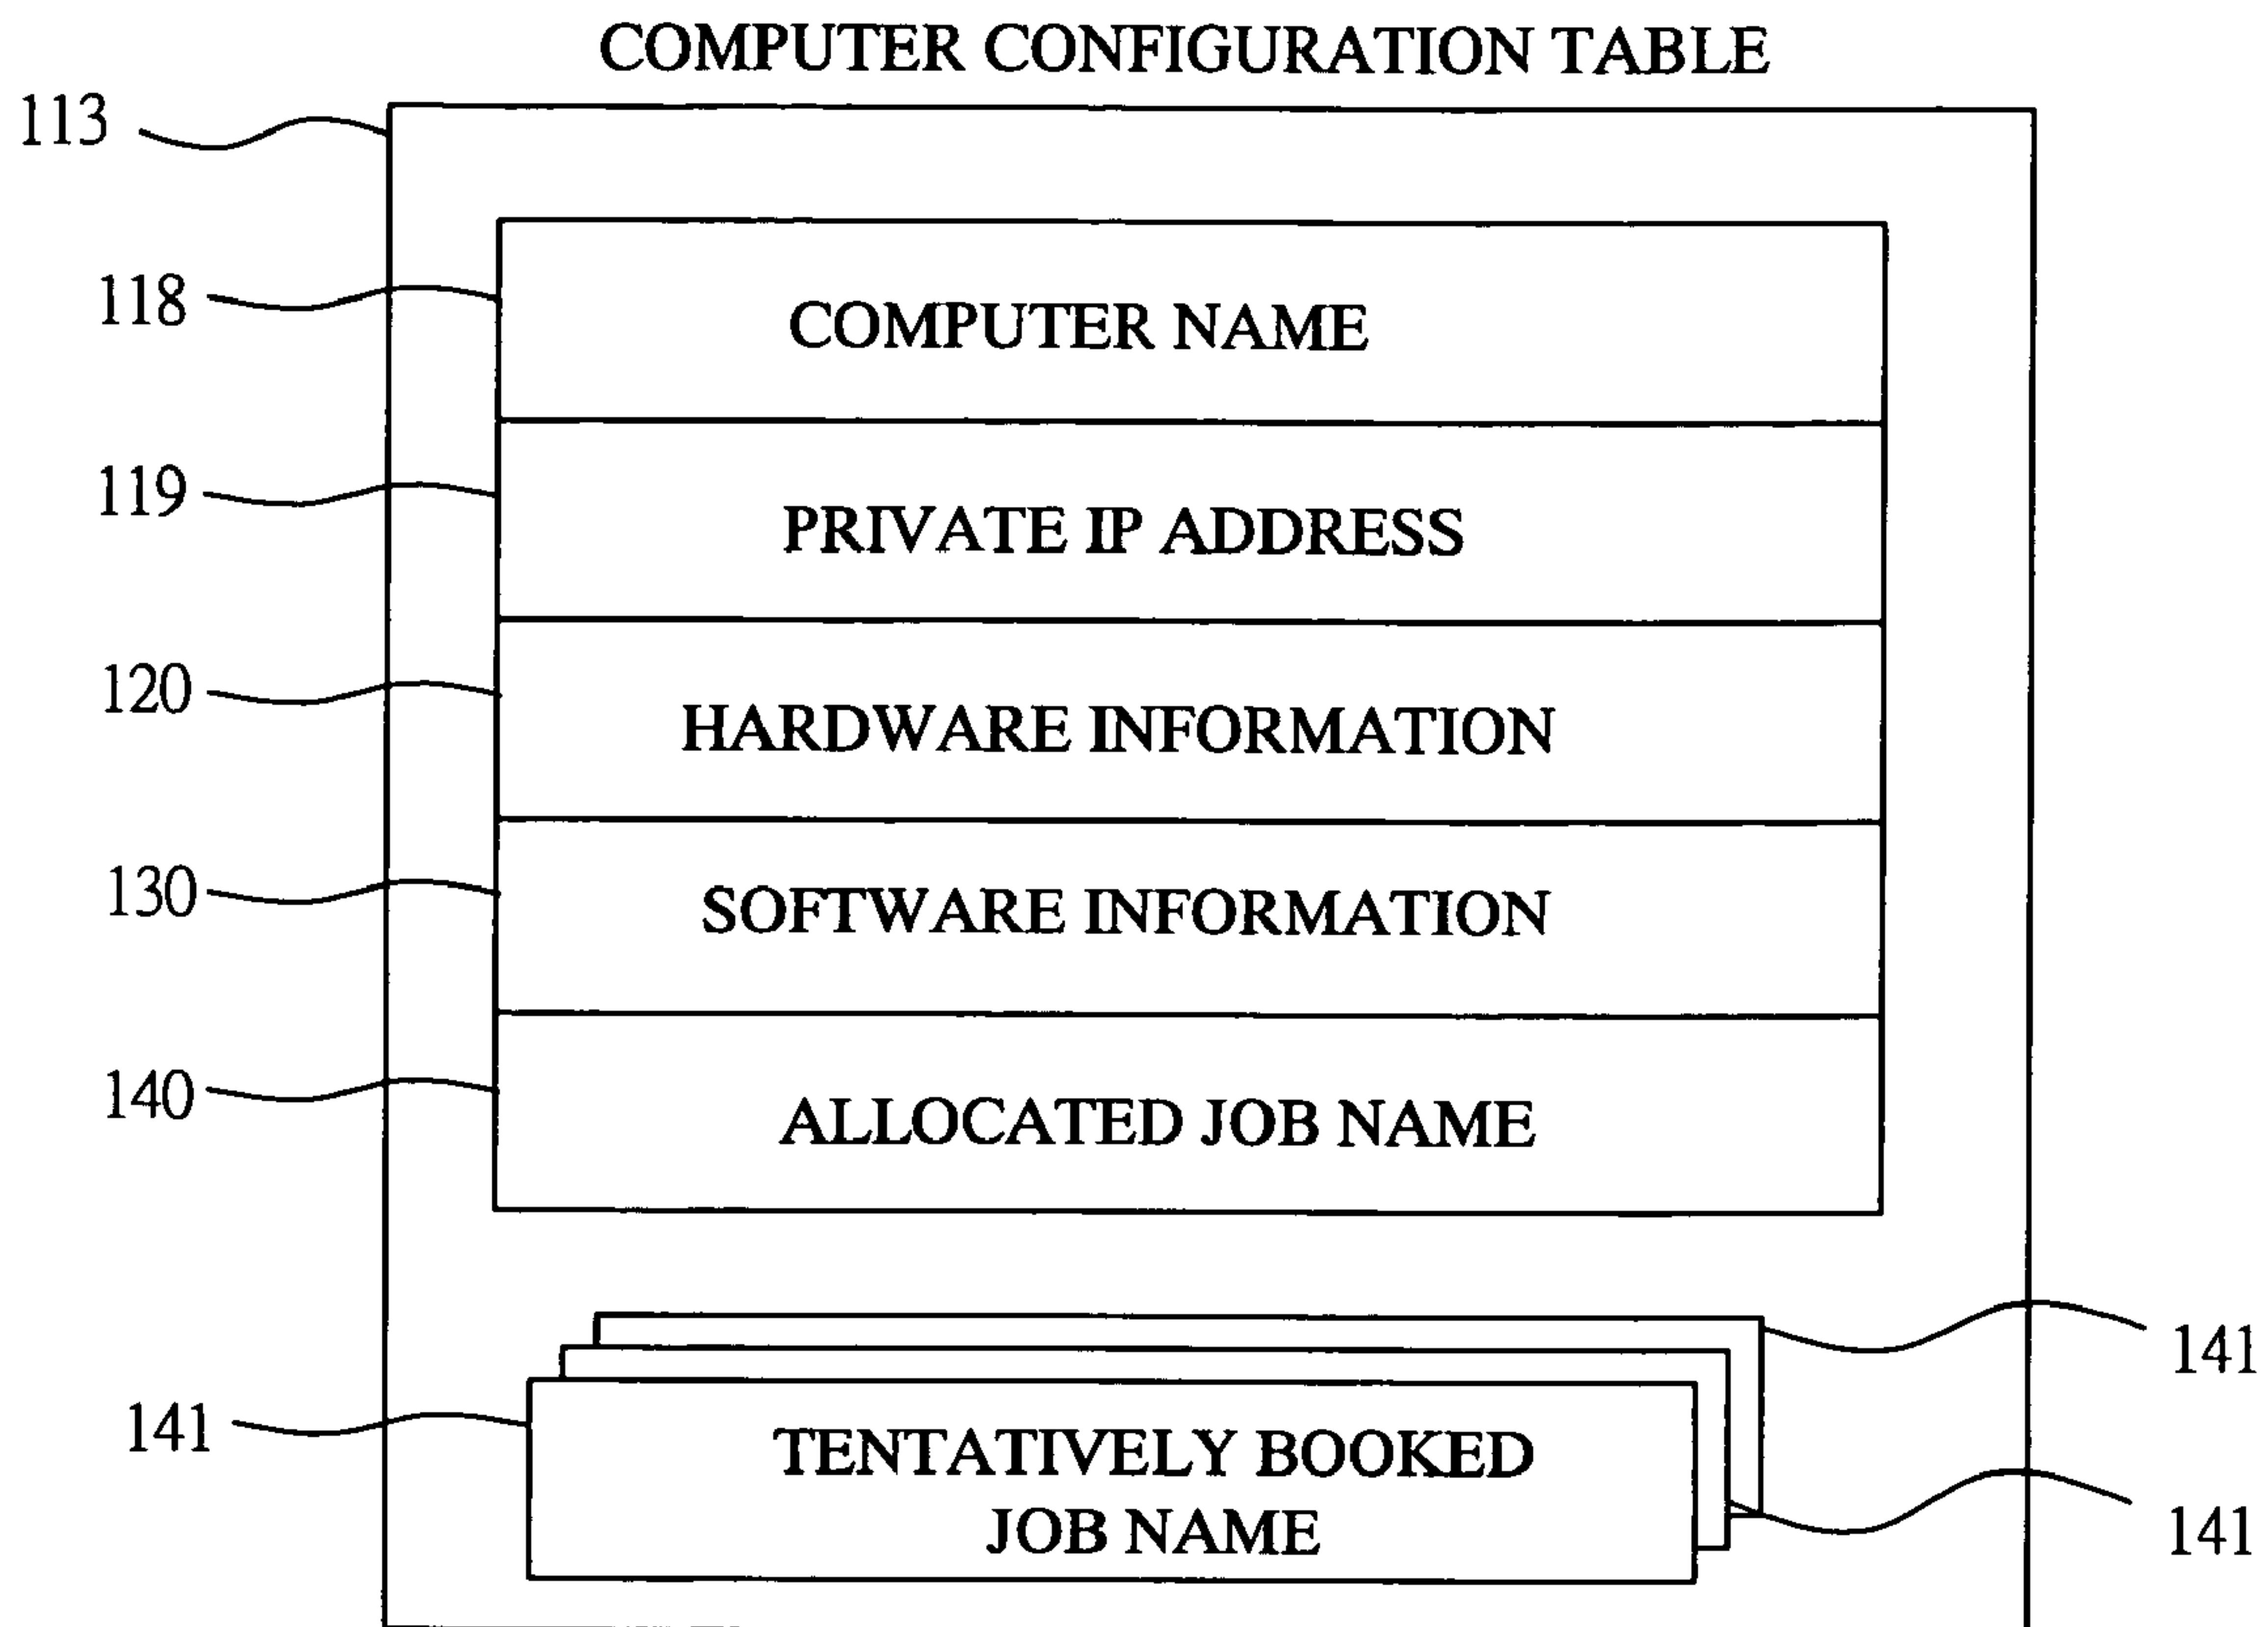 COMPUTER CONFIGURATION TABLE
113
118
COMPUTER NAME
119
PRIVATE IP ADDRESS
120
HARDWARE INFORMATION
130
SOFTWARE INFORMATION
140
ALLOCATED JOB NAME
141
141
TENTATIVELY BOOKED
JOB NAME
141